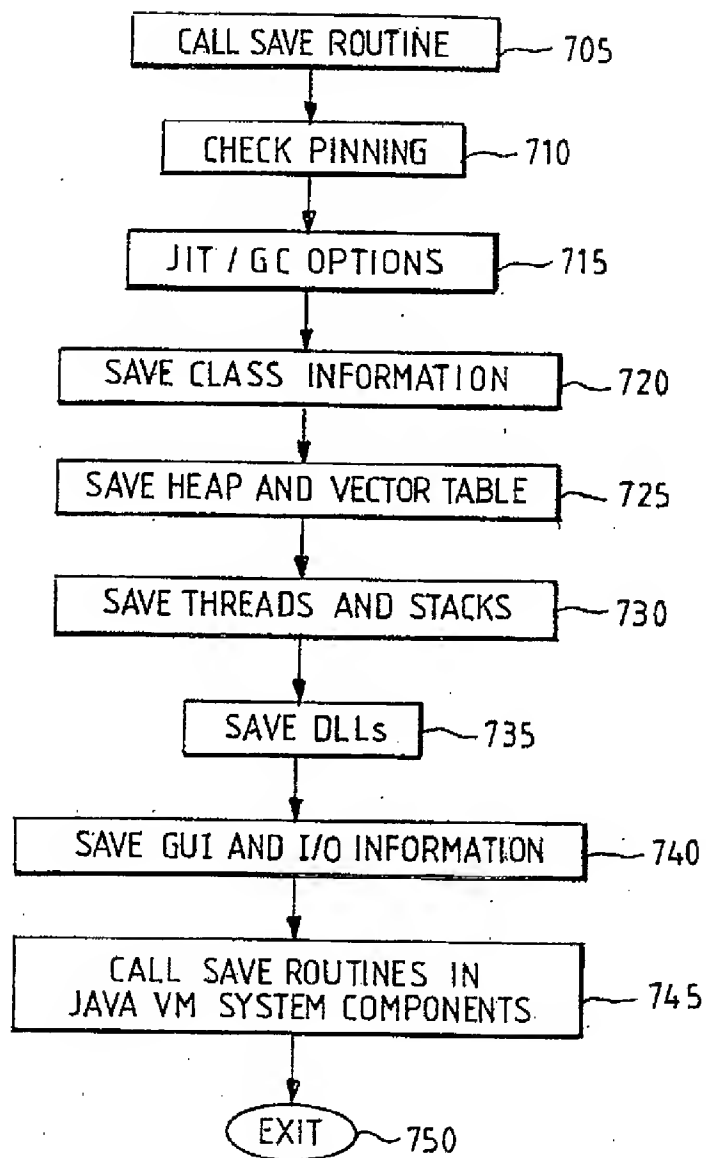 CALL SAVE ROUTINE 705
CHECK PINNING 710
JIT / GC OPTIONS 715
SAVE CLASS INFORMATION 720
SAVE HEAP AND VECTOR TABLE 725
SAVE THREADS AND STACKS 730
SAVE DLLs 735
SAVE GUI AND I/O INFORMATION 740
CALL SAVE ROUTINES IN
JAVA VM SYSTEM COMPONENTS 745
EXIT 750